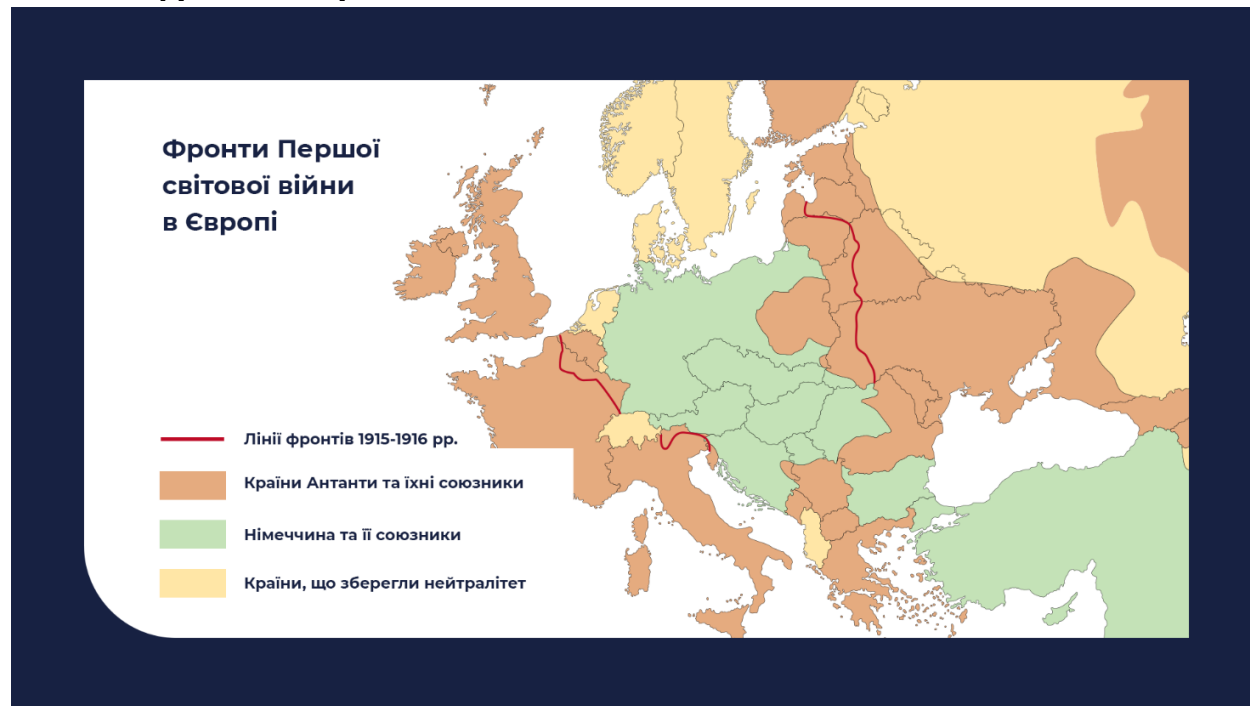 Фронти Першої
світової війни
в Європі
Лінії фронтів 1915-1916 рр.
Країни Антанти та їхні союзники
Німеччина та її союзники
Країни, що зберегли нейтралітет